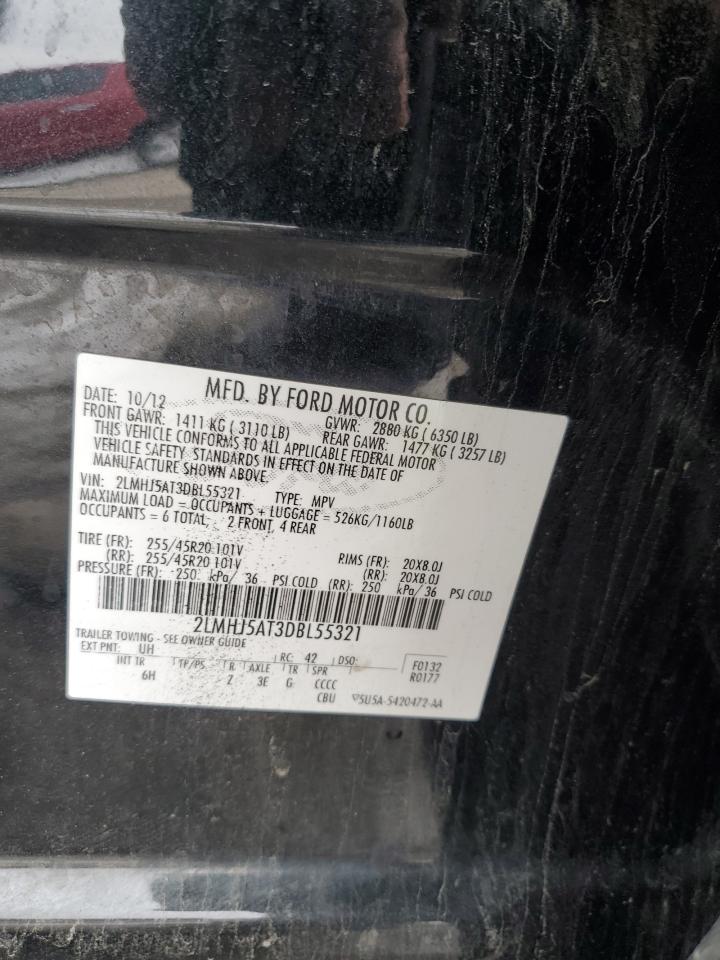 MFD. BY FORD MOTOR CO.
DATE: 10/12 GVWR: 2880 KG ( 6350 LB)
FRONT GAWR: 1411 KG ( 3110 LB) REAR GAWR: 1477 KG ( 3257 LB)
THIS VEHICLE CONFORMS TO ALL APPLICABLE FEDERAL MOTOR
VEHICLE SAFETY STANDARDS IN EFFECT ON THE DATE OF
MANUFACTURE SHOWN ABOVE.
VIN: 2LMHJ5AT3DBL55321 TYPE: MPV
MAXIMUM LOAD = OCCUPANTS + LUGGAGE = 526KG/1160LB
OCCUPANTS = 6 TOTAL, 2 FRONT, 4 REAR
TIRE (FR): 255/45R20 101V RIMS (FR): 20X8.0J
(RR): 255/45R20 101V (RR): 20X8.0J
PRESSURE (FR): 250 kPa/ 36 PSI COLD (RR): 250 kPa/36 PSI COLD
2LMHJ5AT3DBL55321
TRAILER TOWING - SEE OWNER GUIDE
EXT PNT: UH RC: 42 DSO: F0132
INT TR TP/PS R AXLE TR SPR R0177
6H Z 3E G CCCC
CBU 5U5A-5420472-AA